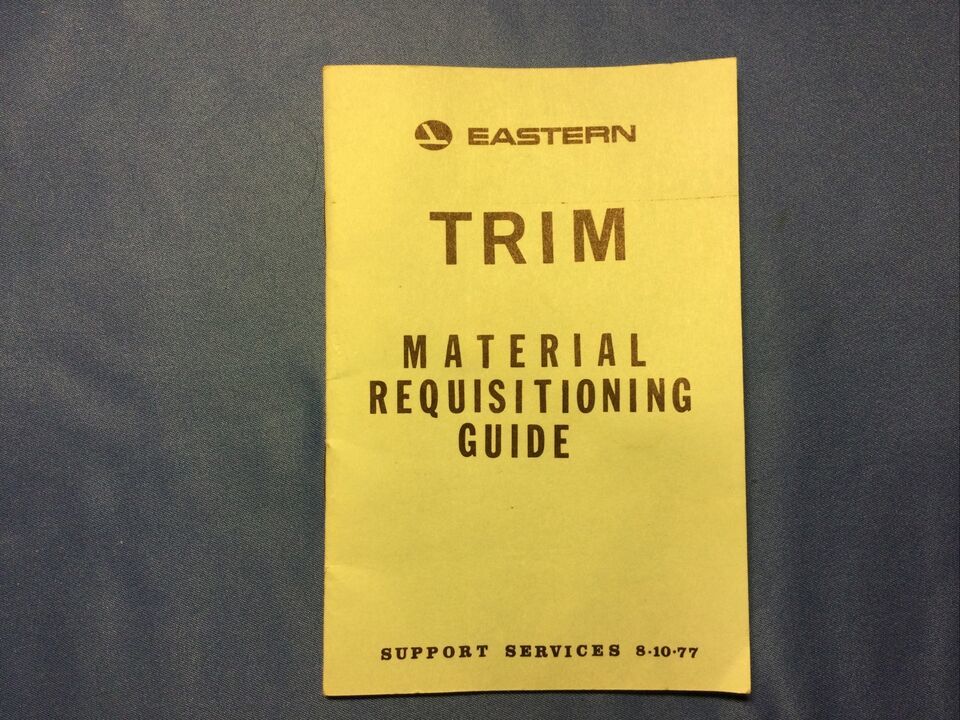 EASTERN
TRIM
MATERIAL
REQUISITIONING
GUIDE
SUPPORT SERVICES 8-10-77